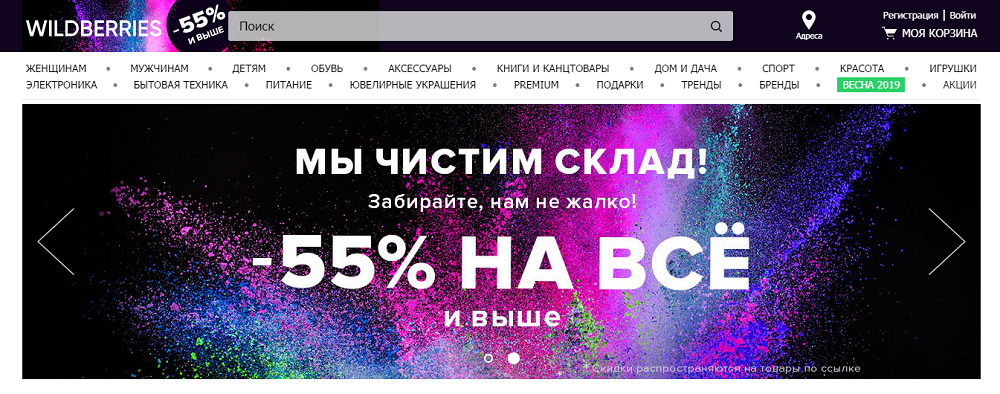 WILDBERRIES
-55%
И ВЫШЕ
Поиск
Адреса
Регистрация | Войти
МОЯ КОРЗИНА
ЖЕНЩИНАМ • МУЖЧИНАМ • ДЕТЯМ • ОБУВЬ • АКСЕССУАРЫ • КНИГИ И КАНЦТОВАРЫ • ДОМ И ДАЧА • СПОРТ • КРАСОТА • ИГРУШКИ
ЭЛЕКТРОНИКА • БЫТОВАЯ ТЕХНИКА • ПИТАНИЕ • ЮВЕЛИРНЫЕ УКРАШЕНИЯ • PREMIUM • ПОДАРКИ • ТРЕНДЫ • БРЕНДЫ • ВЕСНА 2019 • АКЦИИ
МЫ ЧИСТИМ СКЛАД!
Забирайте, нам не жалко!
-55% НА ВСЁ
и выше
* Скидки распространяются на товары по ссылке